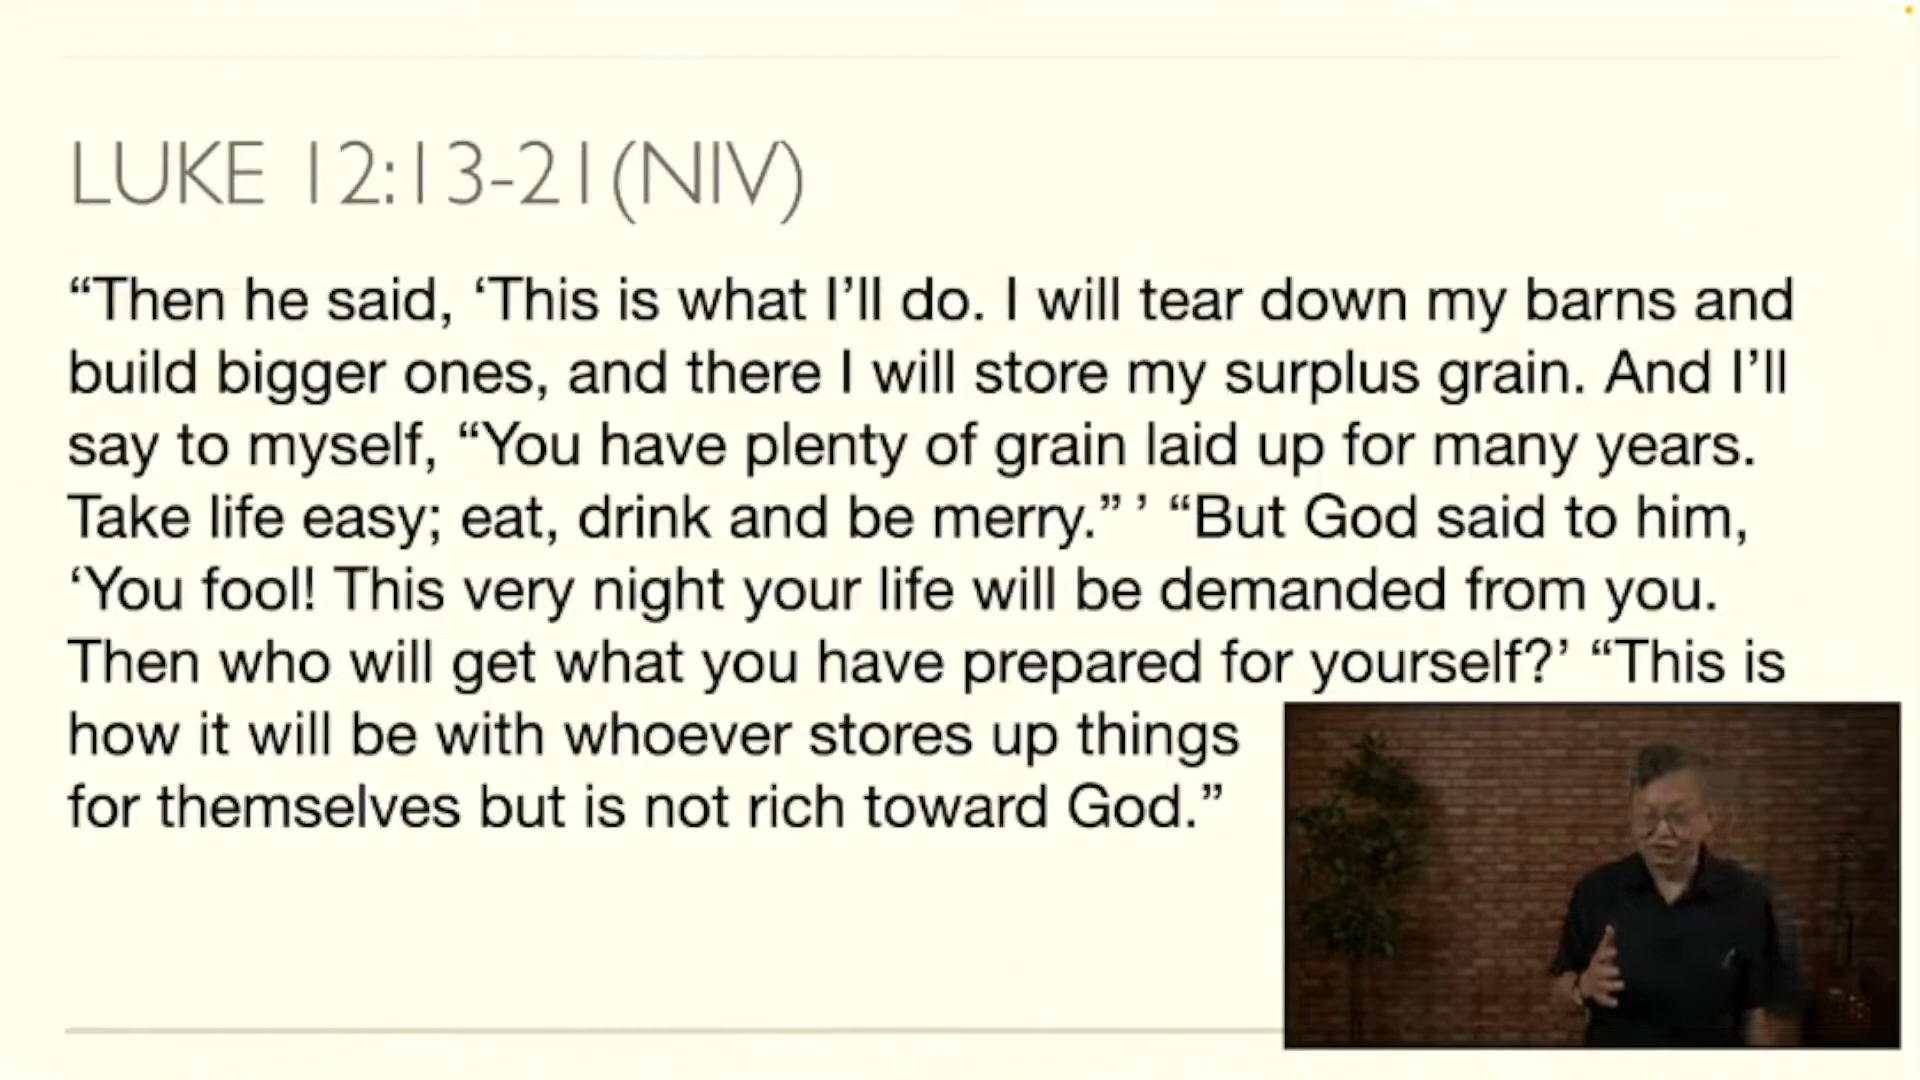 LUKE 12:13-21(NIV)
“Then he said, ‘This is what I’ll do. I will tear down my barns and
build bigger ones, and there I will store my surplus grain. And I’ll
say to myself, “You have plenty of grain laid up for many years.
Take life easy; eat, drink and be merry.” ’ “But God said to him,
‘You fool! This very night your life will be demanded from you.
Then who will get what you have prepared for yourself?’ “This is
how it will be with whoever stores up things
for themselves but is not rich toward God.”